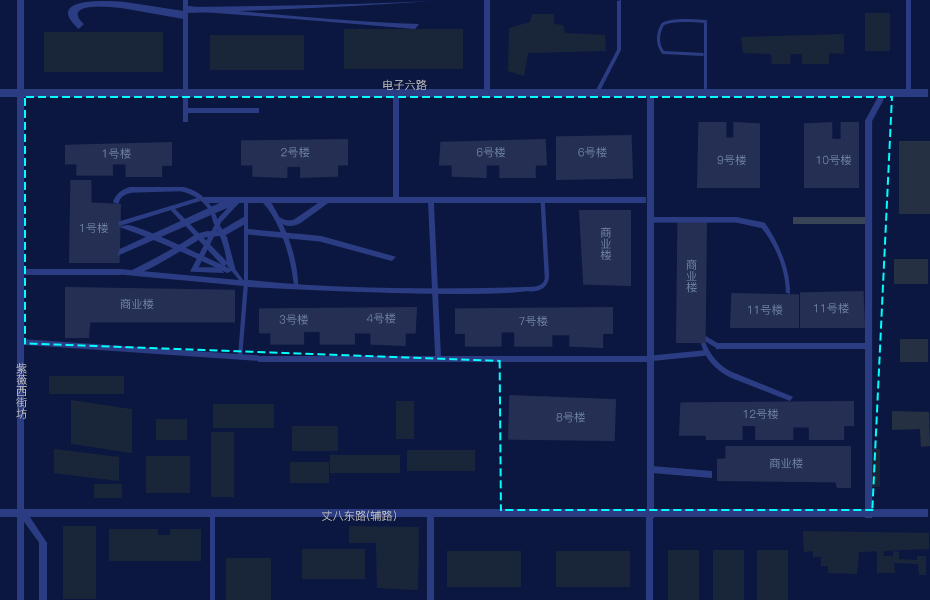 电子六路
1号楼
2号楼
6号楼
6号楼
9号楼
10号楼
1号楼
商业楼
商业楼
商业楼
11号楼
11号楼
3号楼
4号楼
7号楼
紫薇西街坊
8号楼
12号楼
商业楼
丈八东路(辅路)